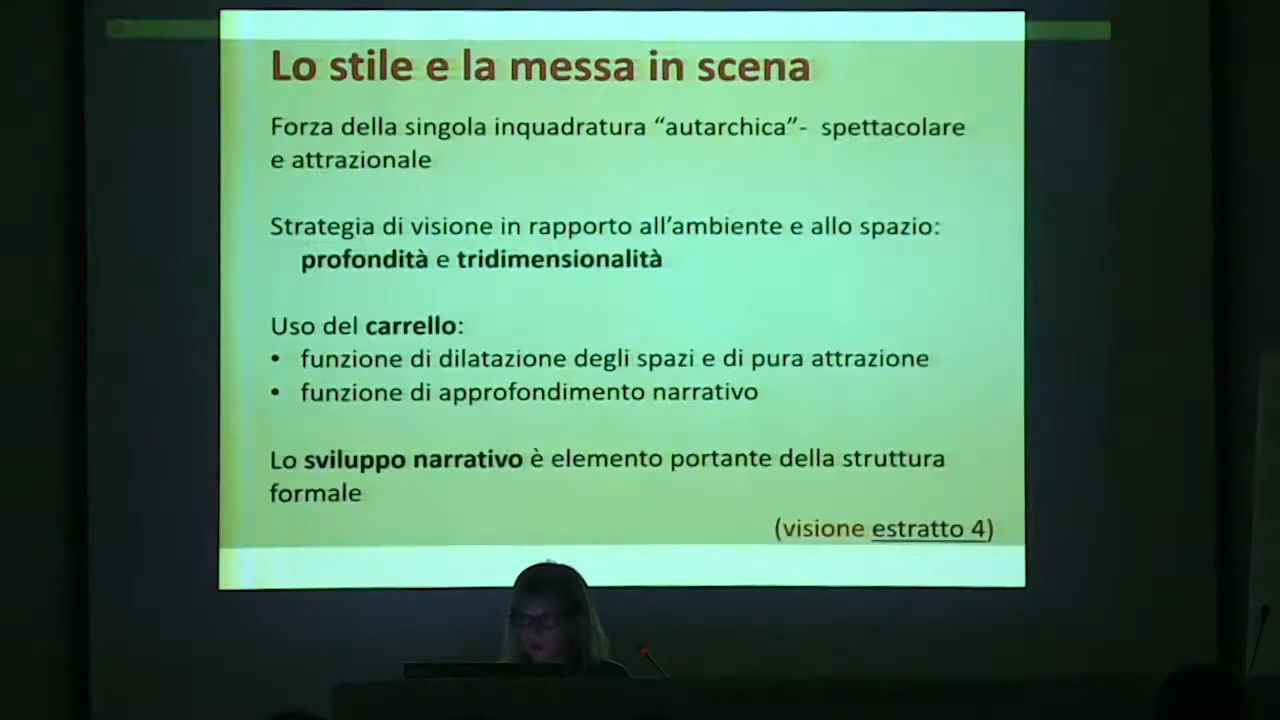 Lo stile e la messa in scena
Forza della singola inquadratura “autarchica”- spettacolare
e attrazionale
Strategia di visione in rapporto all’ambiente e allo spazio:
profondità e tridimensionalità
Uso del carrello:
• funzione di dilatazione degli spazi e di pura attrazione
• funzione di approfondimento narrativo
Lo sviluppo narrativo è elemento portante della struttura
formale
(visione estratto 4)